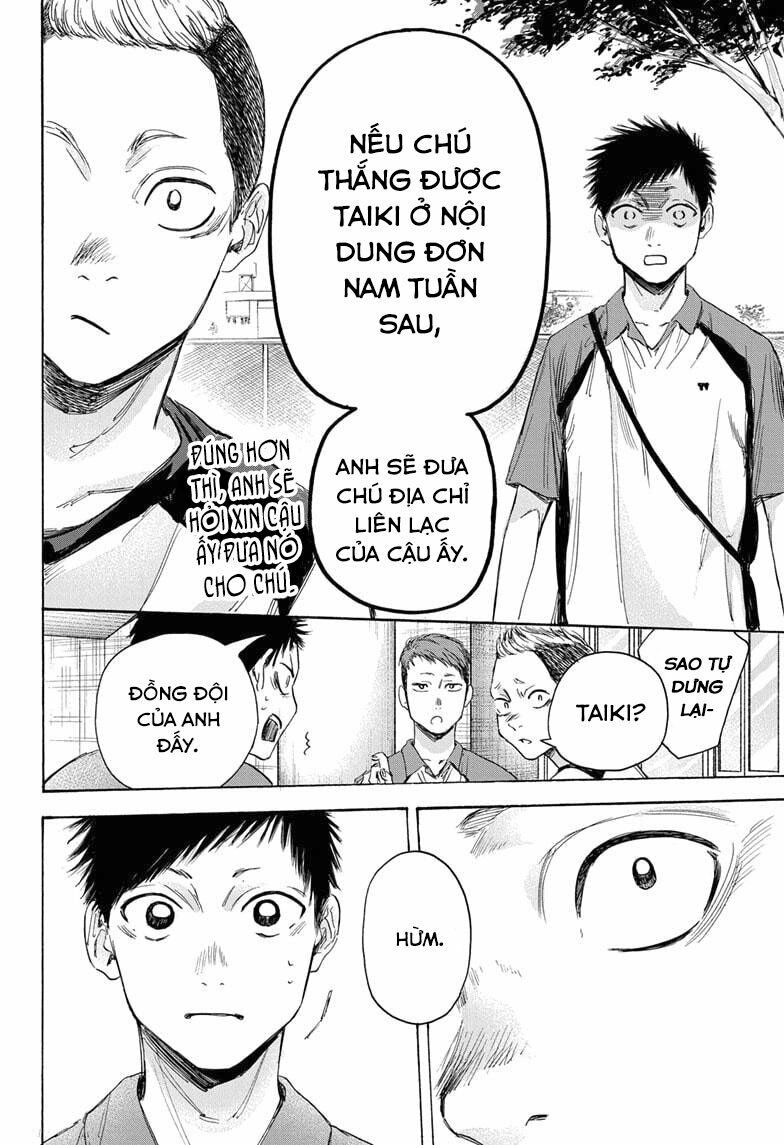 NẾU CHÚ
THẮNG ĐƯỢC
TAIKI Ở NỘI
DUNG ĐƠN
NAM TUẦN
SAU,
ANH SẼ ĐƯA
CHÚ ĐỊA CHỈ
LIÊN LẠC
CỦA CẬU ẤY.
ĐÚNG HƠN
THÌ, ANH SẼ
HỎI XIN CẬU
ẤY ĐƯA NÓ
CHO CHÚ.
SAO TỰ
DƯNG
LẠI-
TAIKI?
ĐỒNG ĐỘI
CỦA ANH
ĐẤY.
HỪM.